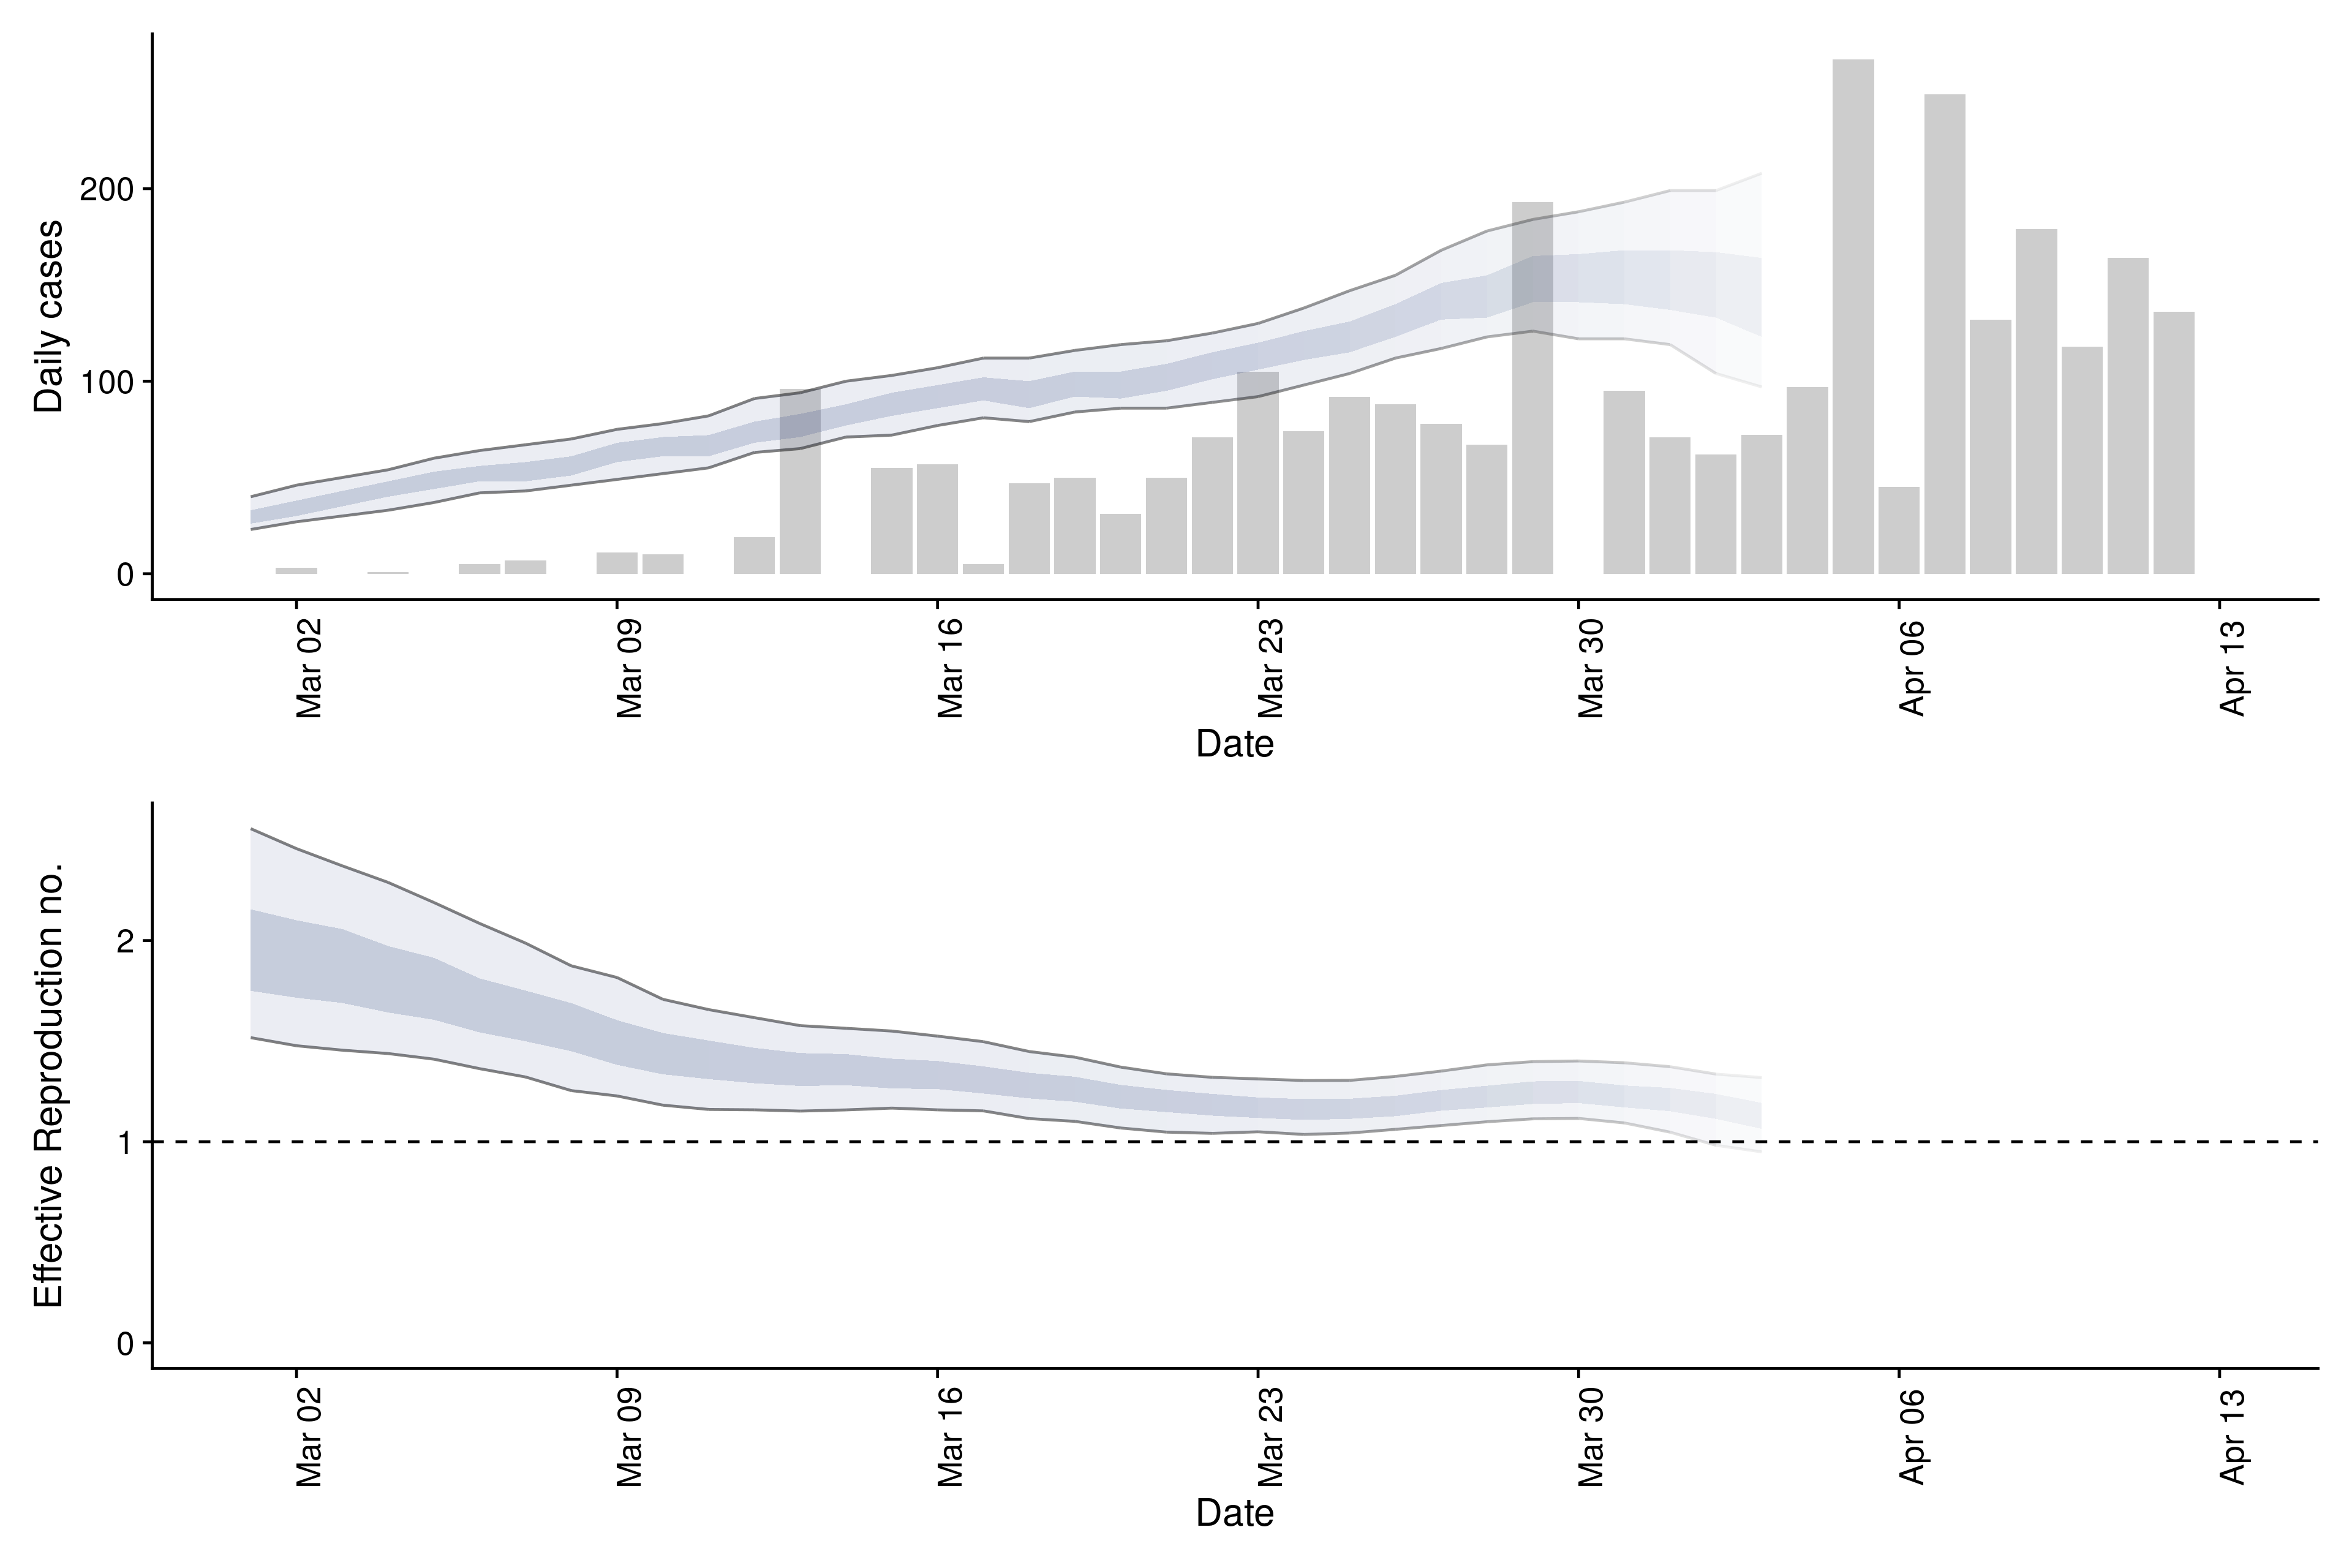 Daily cases
200
100
0
Mar 02
Mar 09
Mar 16
Mar 23
Mar 30
Apr 06
Apr 13
Date
Effective Reproduction no.
2
1
0
Mar 02
Mar 09
Mar 16
Mar 23
Mar 30
Apr 06
Apr 13
Date